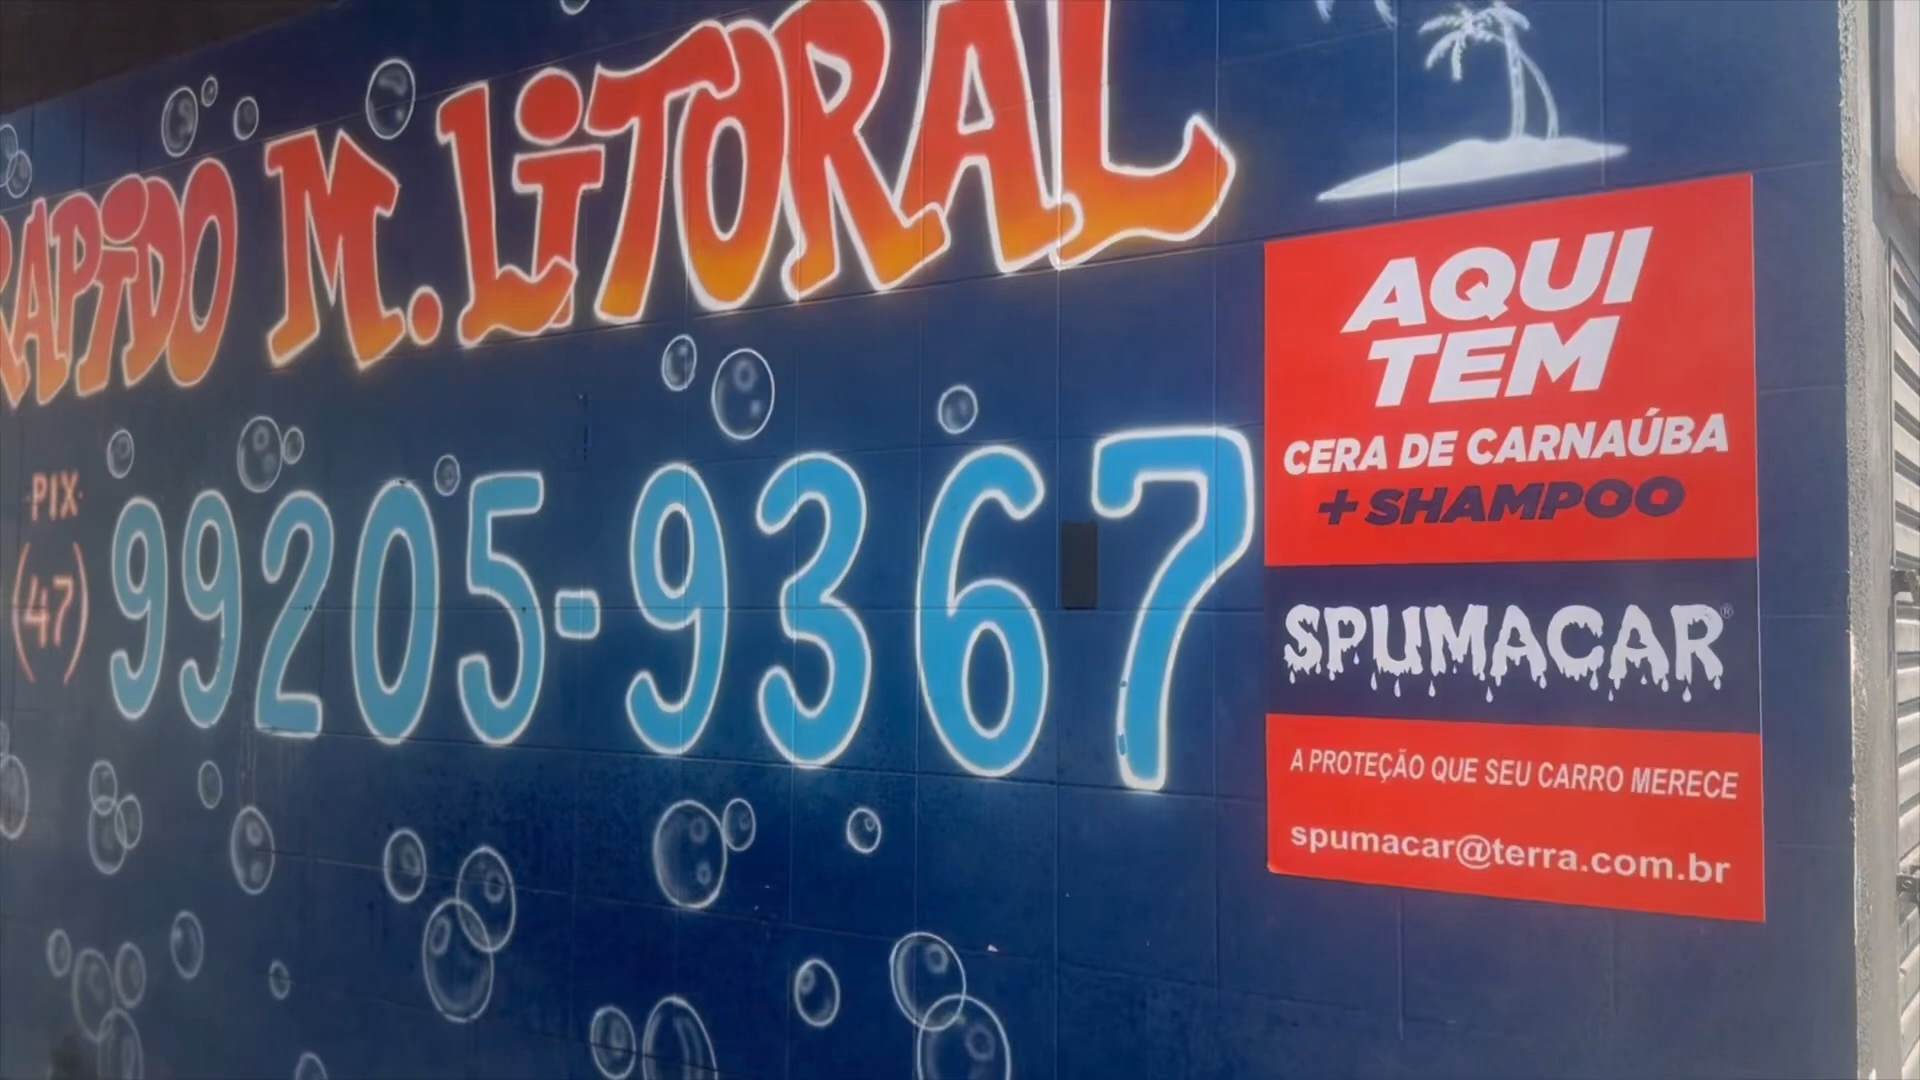 RAPIDO M. LITORAL
PIX
(47) 99205-9367
AQUI
TEM
CERA DE CARNAÚBA
+ SHAMPOO
SPUMACAR®
A PROTEÇÃO QUE SEU CARRO MERECE
spumacar@terra.com.br